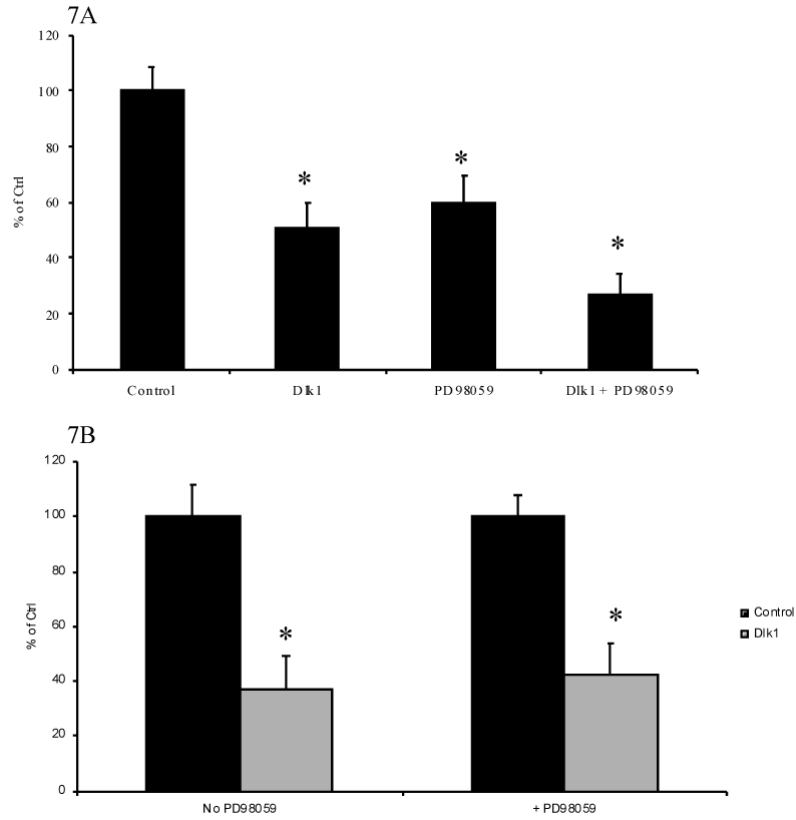 7A
120
100
80
60
40
20
0
% of Ctrl
*
*
*
Control
Dlk1
PD98059
Dlk1 + PD98059
7B
120
100
80
60
40
20
0
% of Ctrl
*
*
Control
Dlk1
No PD98059
+ PD98059